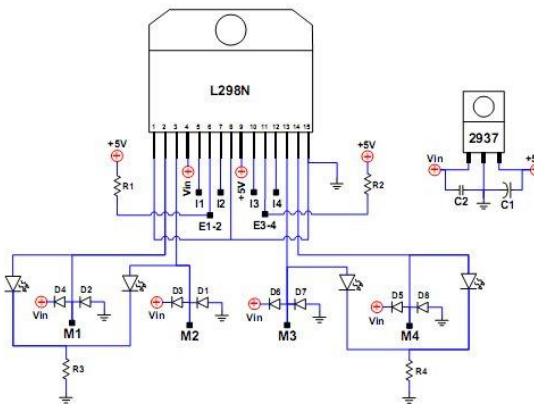 L298N
1 2 3 4 5 6 7 8 9 10 11 12 13 14 15
2937
+5V
+5V
Vin
+5V
R1
Vin
+5V
R2
I1
I2
I3
I4
C2
C1
E1-2
E3-4
D4
D2
D3
D1
D6
D7
D5
D8
Vin
Vin
Vin
Vin
M1
M2
M3
M4
R3
R4